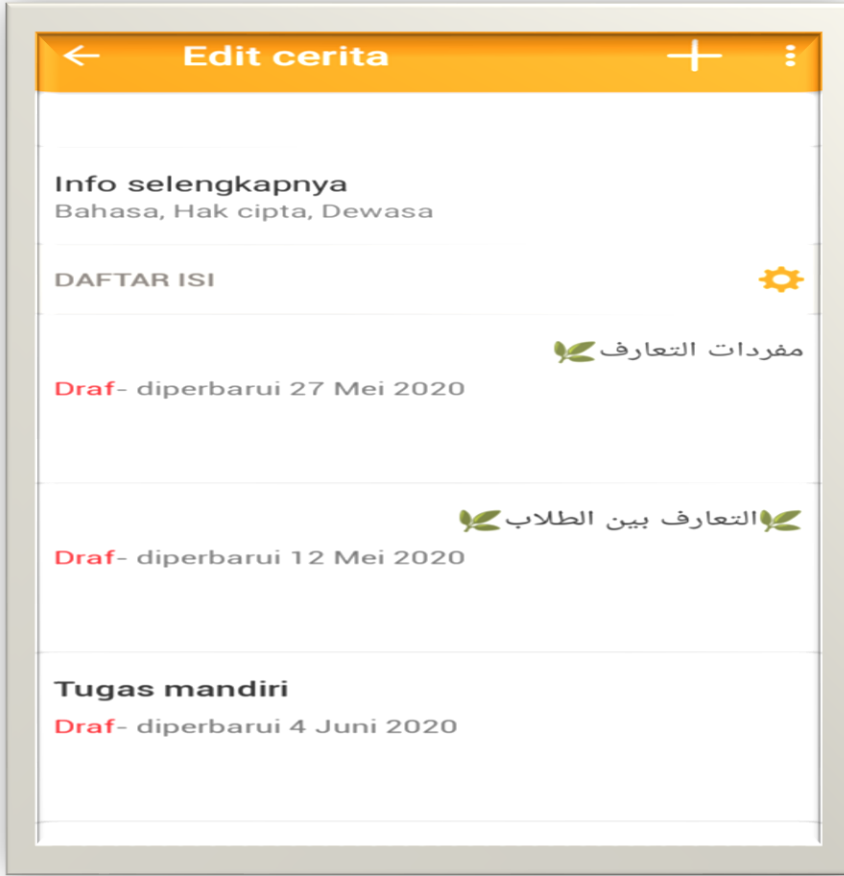 Edit cerita
Info selengkapnya
Bahasa, Hak cipta, Dewasa
DAFTAR ISI
مفردات التعارف🌿
Draf- diperbarui 27 Mei 2020
🌿التعارف بين الطلاب🌿
Draf- diperbarui 12 Mei 2020
Tugas mandiri
Draf- diperbarui 4 Juni 2020